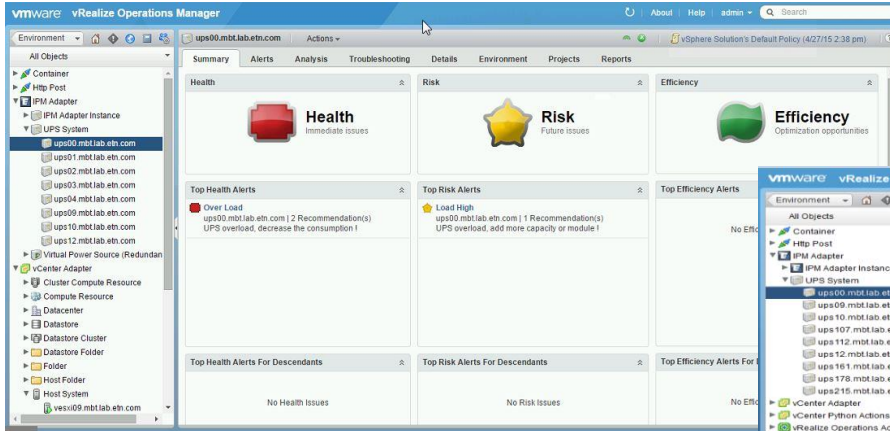 vmware vRealize Operations Manager
About Help admin Search
Environment
ups00.mbt.lab.etn.com Actions
vSphere Solution's Default Policy (4/27/15 2:38 pm)
All Objects
Container
Http Post
IPM Adapter
IPM Adapter Instance
UPS System
ups00.mbt.lab.etn.com
ups01.mbt.lab.etn.com
ups02.mbt.lab.etn.com
ups03.mbt.lab.etn.com
ups04.mbt.lab.etn.com
ups09.mbt.lab.etn.com
ups10.mbt.lab.etn.com
ups12.mbt.lab.etn.com
Virtual Power Source (Redundan
vCenter Adapter
Cluster Compute Resource
Compute Resource
Datacenter
Datastore
Datastore Cluster
Datastore Folder
Folder
Host Folder
Host System
vesxi09.mbt.lab.etn.com
Summary Alerts Analysis Troubleshooting Details Environment Projects Reports
Health
Health
Immediate issues
Risk
Risk
Future issues
Efficiency
Efficiency
Optimization opportunities
Top Health Alerts
Over Load
ups00.mbt.lab.etn.com | 2 Recommendation(s)
UPS overload, decrease the consumption !
Top Risk Alerts
Load High
ups00.mbt.lab.etn.com | 1 Recommendation(s)
UPS overload, add more capacity or module !
Top Efficiency Alerts
No Effic
Top Health Alerts For Descendants
No Health Issues
Top Risk Alerts For Descendants
No Risk Issues
Top Efficiency Alerts For
No Effic
vmware vRealize
Environment
All Objects
Container
Http Post
IPM Adapter
IPM Adapter Instanc
UPS System
ups00.mbt.lab.et
ups09.mbt.lab.et
ups10.mbt.lab.et
ups107.mbt.lab.e
ups112.mbt.lab.e
ups12.mbt.lab.et
ups161.mbt.lab.e
ups178.mbt.lab.e
ups215.mbt.lab.e
vCenter Adapter
vCenter Python Actions
vRealize Operations Ac